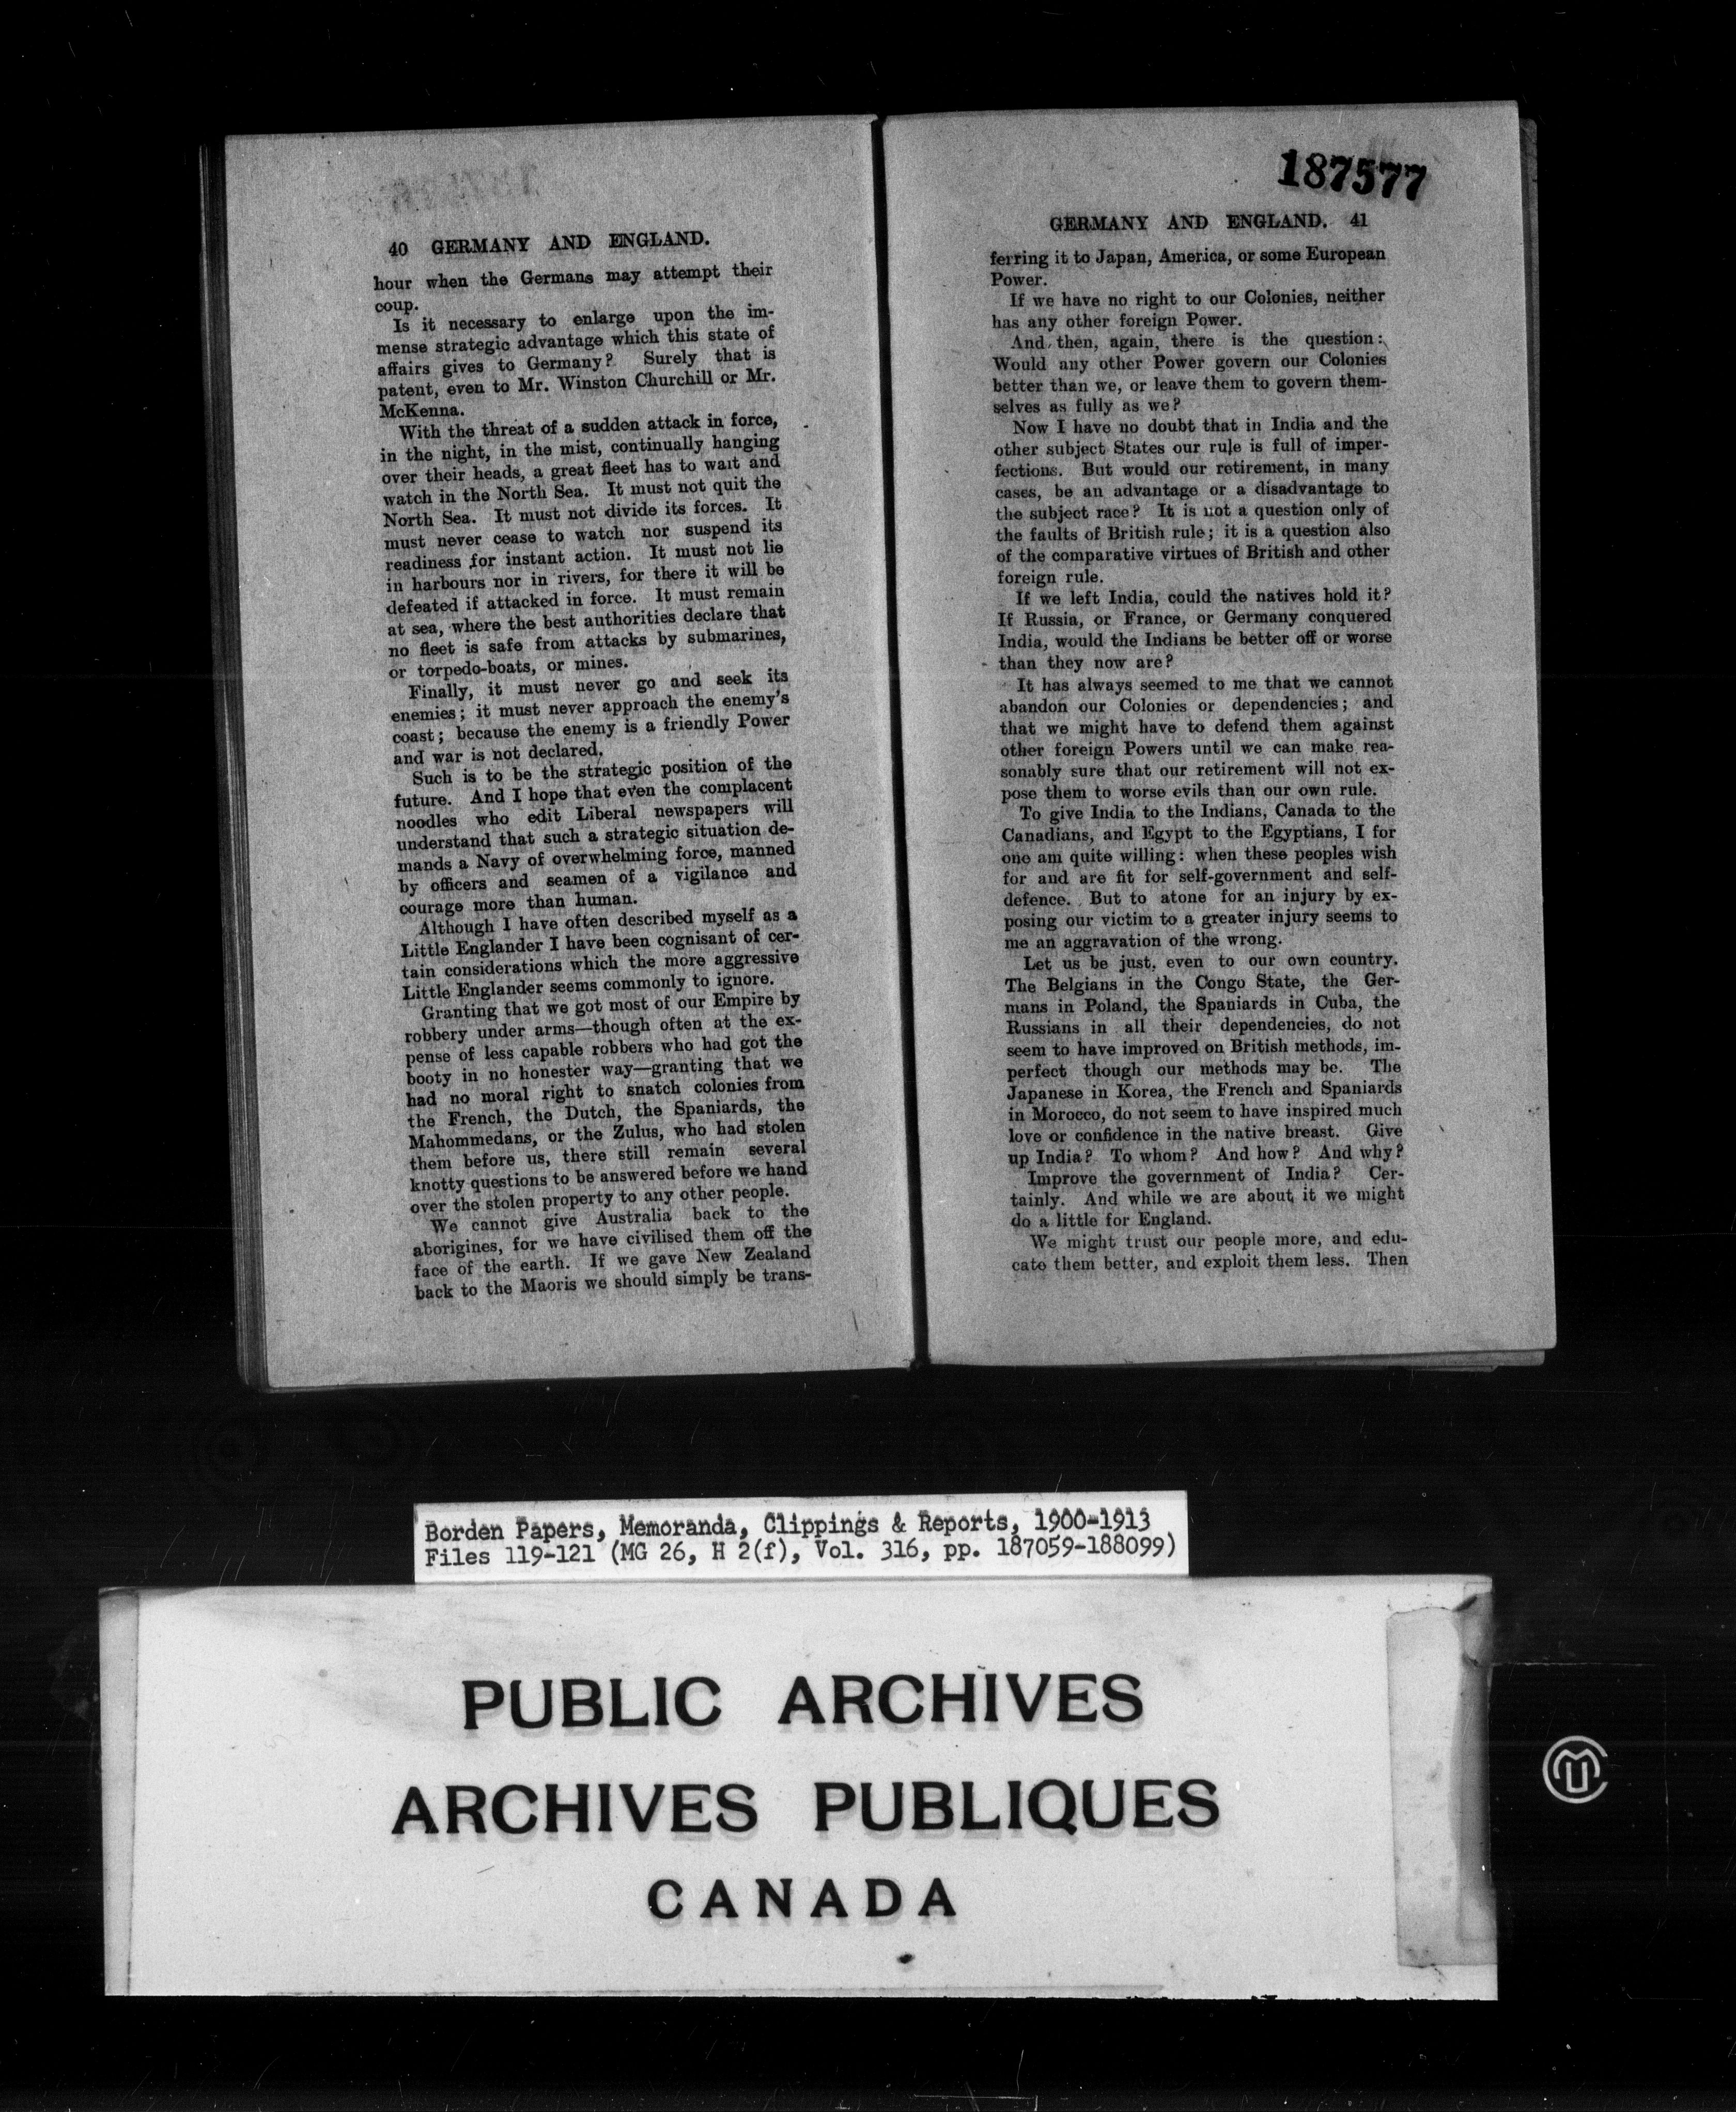 40 GERMANY AND ENGLAND.
hour when the Germans may attempt their
coup.
Is it necessary to enlarge upon the im-
mense strategic advantage which this state of
affairs gives to Germany? Surely that is
patent, even to Mr. Winston Churchill or Mr.
McKenna.
With the threat of a sudden attack in force,
in the night, in the mist, continually hanging
over their heads, a great fleet has to wait and
watch in the North Sea. It must not quit the
North Sea. It must not divide its forces. It
must never cease to watch nor suspend its
readiness for instant action. It must not lie
in harbours nor in rivers, for there it will be
defeated if attacked in force. It must remain
at sea, where the best authorities declare that
no fleet is safe from attacks by submarines,
or torpedo-boats, or mines.
Finally, it must never go and seek its
enemies; it must never approach the enemy's
coast; because the enemy is a friendly Power
and war is not declared.
Such is to be the strategic position of the
future. And I hope that even the complacent
noodles who edit Liberal newspapers will
understand that such a strategic situation de-
mands a Navy of overwhelming force, manned
by officers and seamen of a vigilance and
courage more than human.
Although I have often described myself as a
Little Englander I have been cognisant of cer-
tain considerations which the more aggressive
Little Englander seems commonly to ignore.
Granting that we got most of our Empire by
robbery under arms—though often at the ex-
pense of less capable robbers who had got the
booty in no honester way—granting that we
had no moral right to snatch colonies from
the French, the Dutch, the Spaniards, the
Mahommedans, or the Zulus, who had stolen
them before us, there still remain several
knotty questions to be answered before we hand
over the stolen property to any other people.
We cannot give Australia back to the
aborigines, for we have civilised them off the
face of the earth. If we gave New Zealand
back to the Maoris we should simply be trans-
187577
GERMANY AND ENGLAND. 41
ferring it to Japan, America, or some European
Power.
If we have no right to our Colonies, neither
has any other foreign Power.
And then, again, there is the question:
Would any other Power govern our Colonies
better than we, or leave them to govern them-
selves as fully as we?
Now I have no doubt that in India and the
other subject States our rule is full of imper-
fections. But would our retirement, in many
cases, be an advantage or a disadvantage to
the subject race? It is not a question only of
the faults of British rule; it is a question also
of the comparative virtues of British and other
foreign rule.
If we left India, could the natives hold it?
If Russia, or France, or Germany conquered
India, would the Indians be better off or worse
than they now are?
It has always seemed to me that we cannot
abandon our Colonies or dependencies; and
that we might have to defend them against
other foreign Powers until we can make rea-
sonably sure that our retirement will not ex-
pose them to worse evils than our own rule.
To give India to the Indians, Canada to the
Canadians, and Egypt to the Egyptians, I for
one am quite willing: when these peoples wish
for and are fit for self-government and self-
defence. But to atone for an injury by ex-
posing our victim to a greater injury seems to
me an aggravation of the wrong.
Let us be just, even to our own country.
The Belgians in the Congo State, the Ger-
mans in Poland, the Spaniards in Cuba, the
Russians in all their dependencies, do not
seem to have improved on British methods, im-
perfect though our methods may be. The
Japanese in Korea, the French and Spaniards
in Morocco, do not seem to have inspired much
love or confidence in the native breast. Give
up India? To whom? And how? And why?
Improve the government of India? Cer-
tainly. And while we are about it we might
do a little for England.
We might trust our people more, and edu-
cate them better, and exploit them less. Then
Borden Papers, Memoranda, Clippings & Reports, 1900-1913
Files 119-121 (MG 26, H 2(f), Vol. 316, pp. 187059-188099)
PUBLIC ARCHIVES
ARCHIVES PUBLIQUES
CANADA